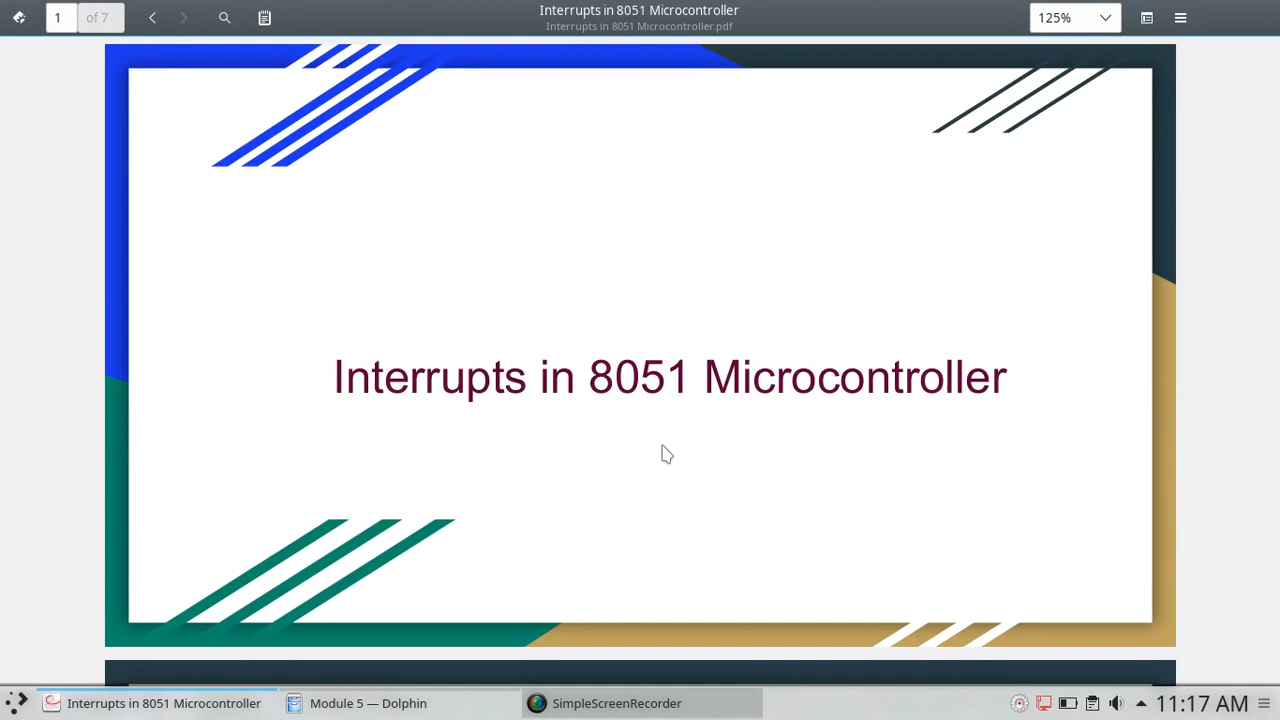 Interrupts in 8051 Microcontroller
1 of 7
Interrupts in 8051 Microcontroller.pdf
125%
Interrupts in 8051 Microcontroller
Interrupts in 8051 Microcontroller
Module 5 — Dolphin
SimpleScreenRecorder
11:17 AM